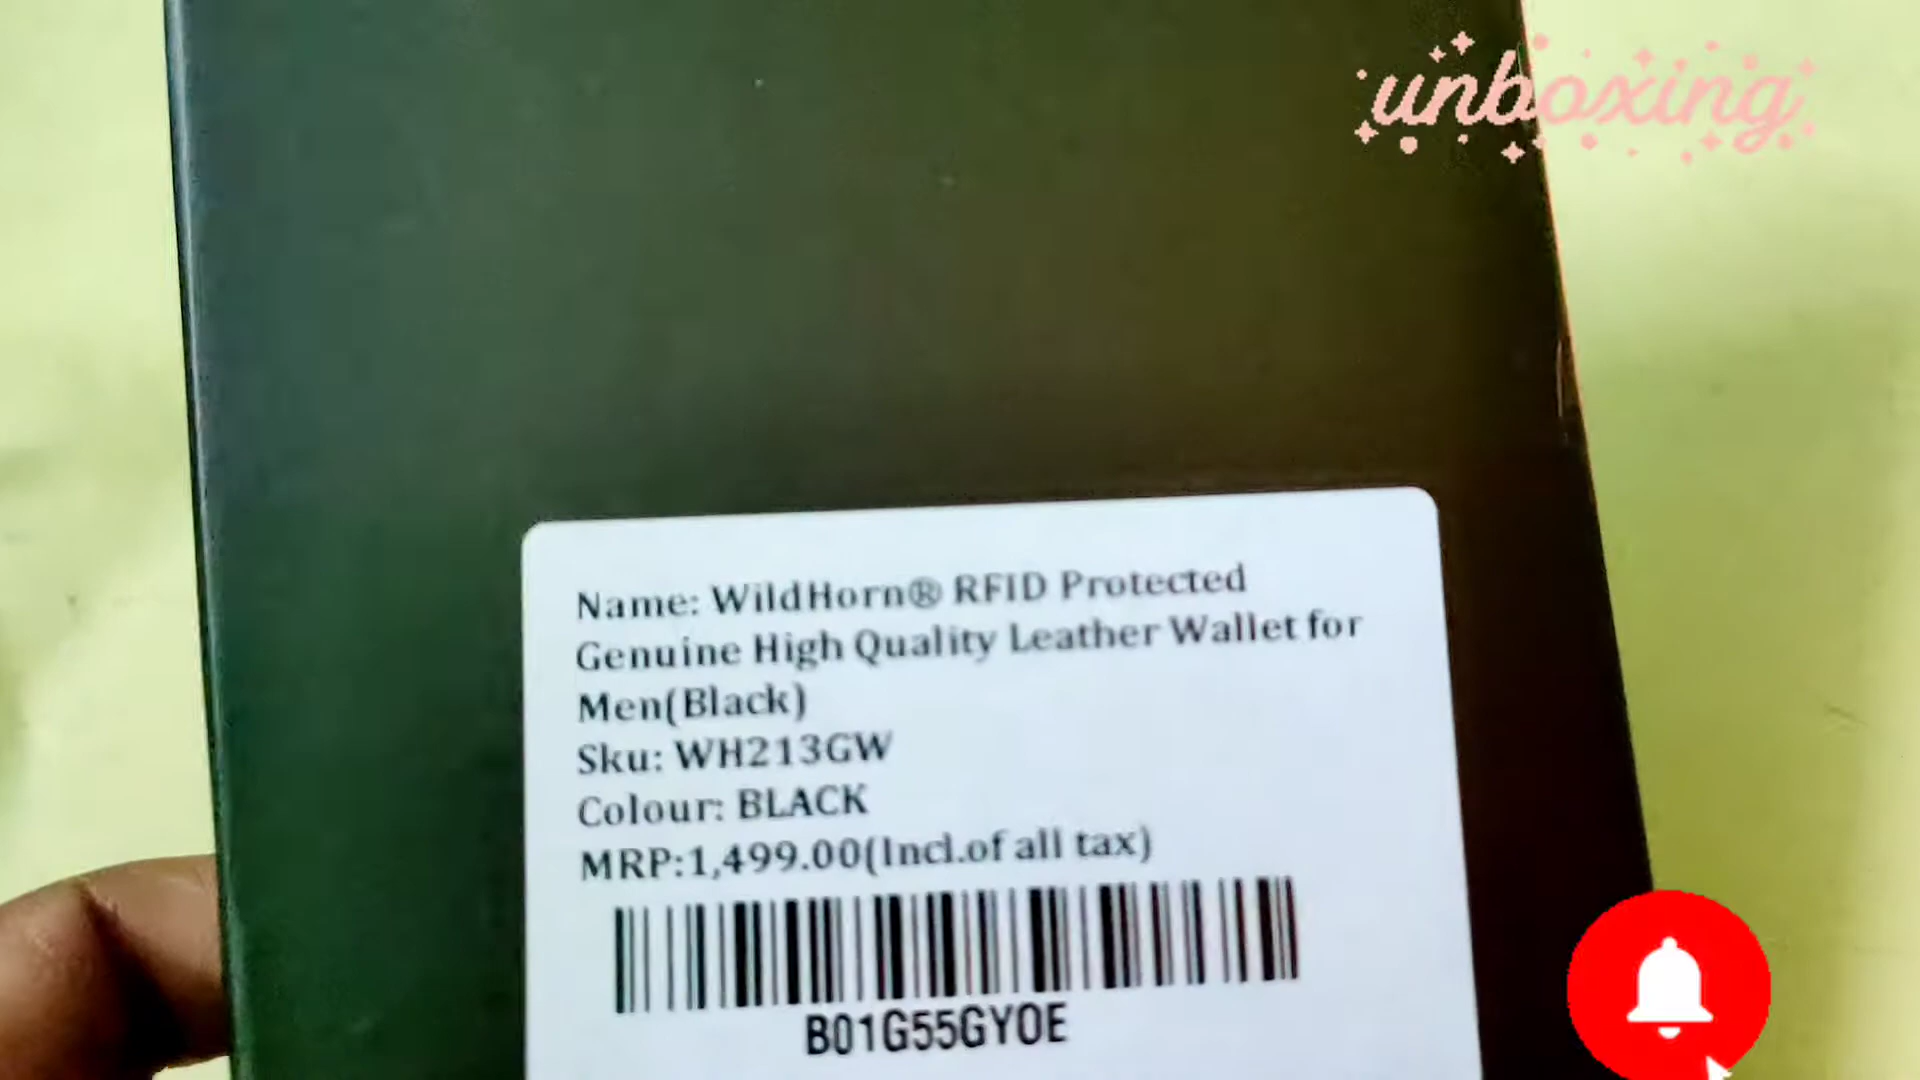 unboxing
Name: WildHorn® RFID Protected
Genuine High Quality Leather Wallet for
Men(Black)
Sku: WH213GW
Colour: BLACK
MRP:1,499.00(Incl.of all tax)
B01G55GYOE